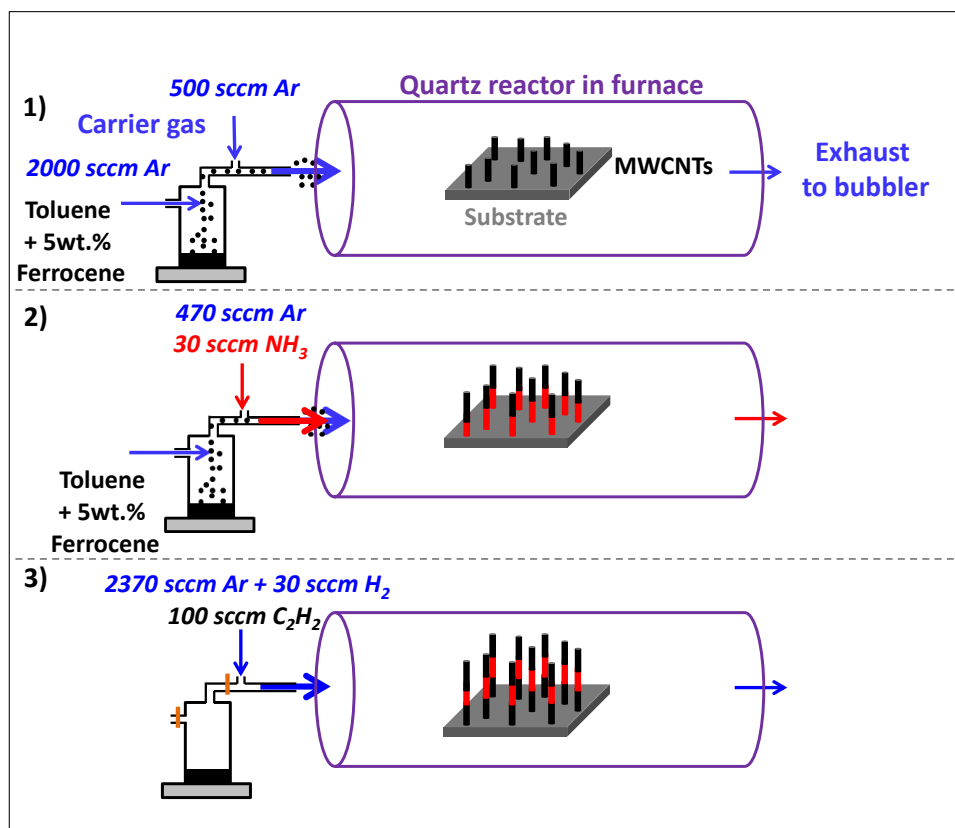 1)
500 sccm Ar
Quartz reactor in furnace
Carrier gas
2000 sccm Ar
MWCNTs
Exhaust
to bubbler
Toluene
+ 5wt.%
Ferrocene
Substrate
2)
470 sccm Ar
30 sccm NH₃
Toluene
+ 5wt.%
Ferrocene
3)
2370 sccm Ar + 30 sccm H₂
100 sccm C₂H₂